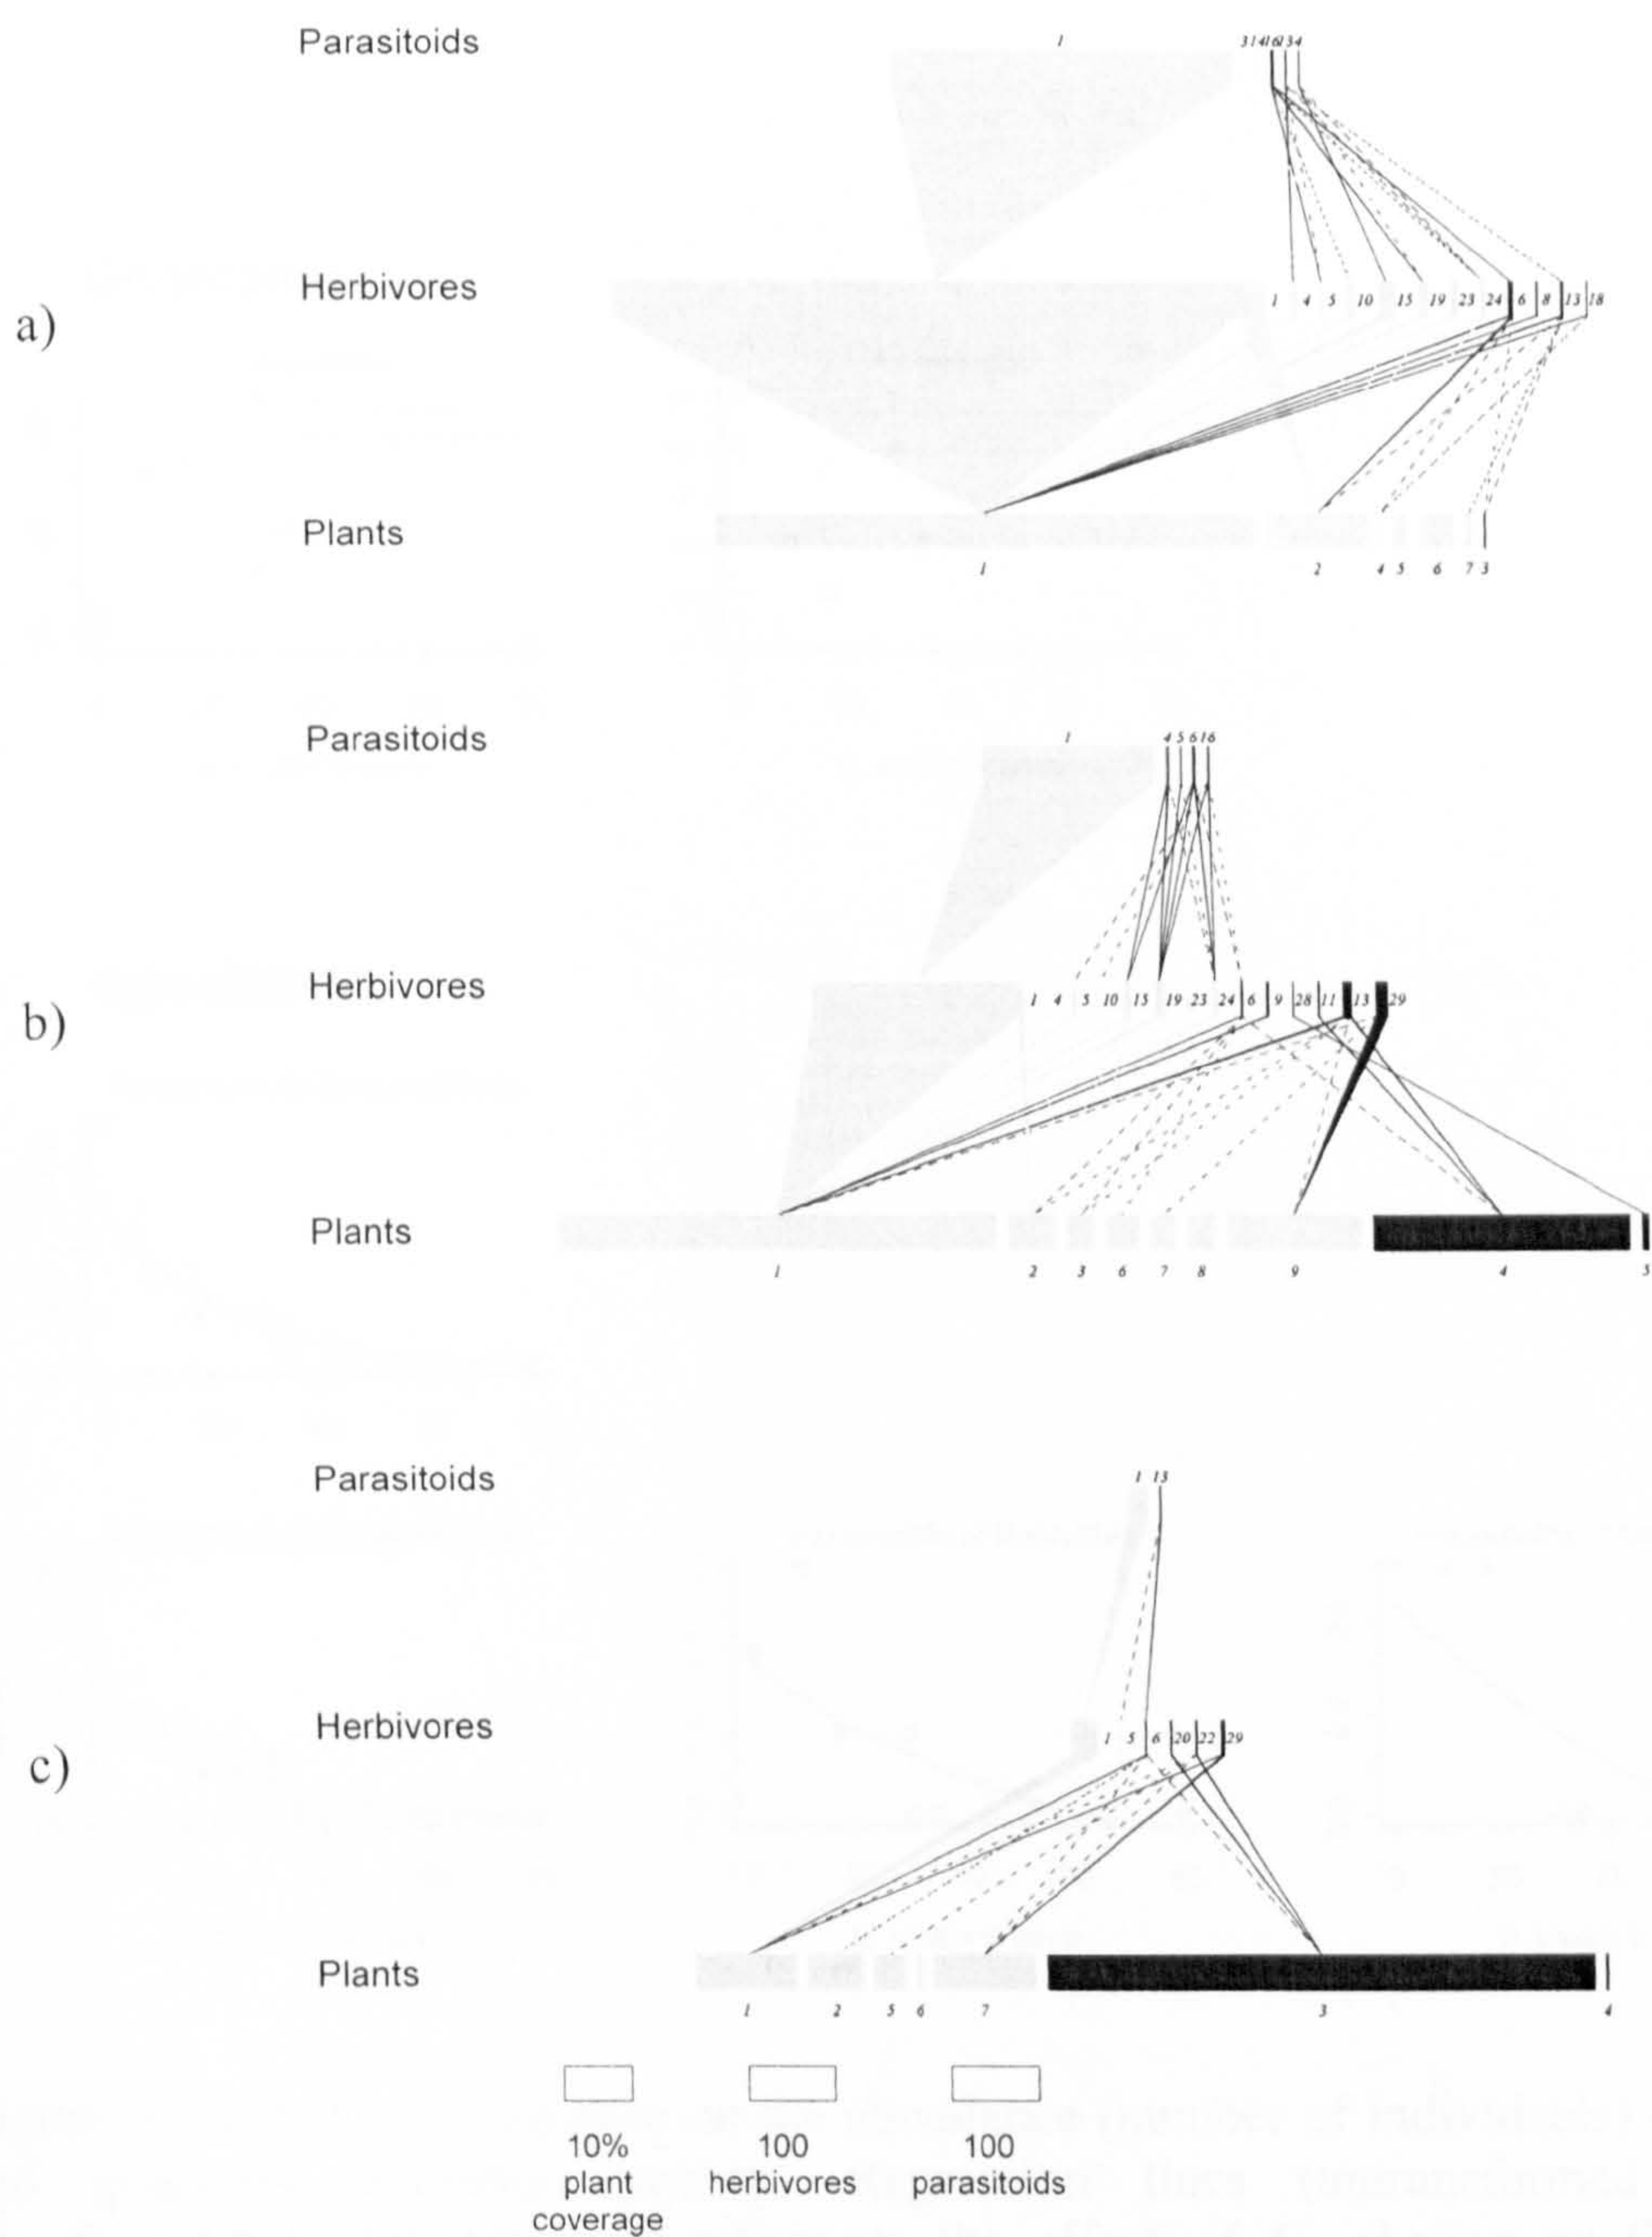 Parasitoids
1
Herbivores
1 4 5 10 15 19 23 24 6 8 13 18
a)
Plants
1 2 4 5 6 7 3
Parasitoids
1 4 5 6 16
Herbivores
1 4 5 10 15 19 23 24 6 9 28 11 13 29
b)
Plants
1 2 3 6 7 8 9 4 5
Parasitoids
1 13
Herbivores
1 5 6 20 22 29
c)
Plants
1 2 5 6 7 3 4
10% 100 100
plant herbivores parasitoids
coverage